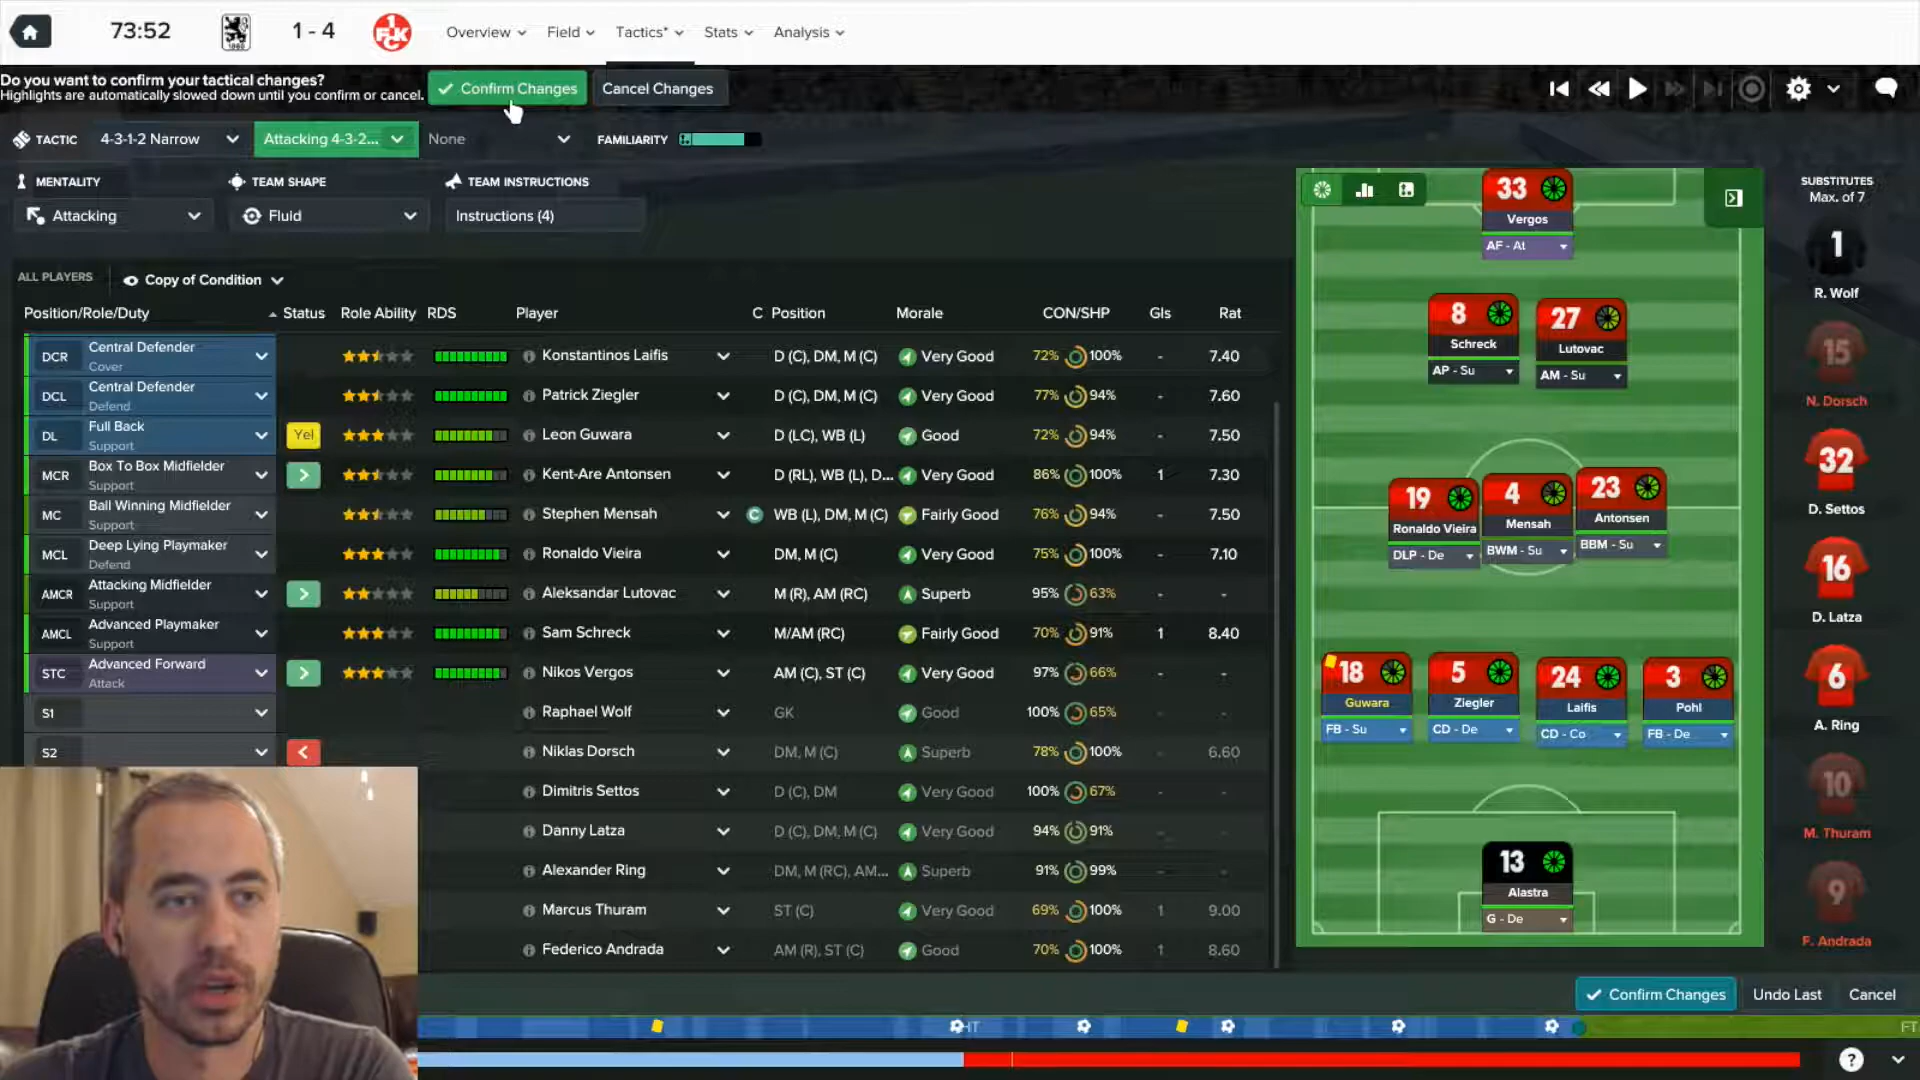 73:52
1860
1 - 4
1 FCK
Overview
Field
Tactics*
Stats
Analysis
Do you want to confirm your tactical changes?
Highlights are automatically slowed down until you confirm or cancel.
Confirm Changes
Cancel Changes
TACTIC
4-3-1-2 Narrow
Attacking 4-3-2...
None
FAMILIARITY
MENTALITY
TEAM SHAPE
TEAM INSTRUCTIONS
Attacking
Fluid
Instructions (4)
ALL PLAYERS
Copy of Condition
Position/Role/Duty Status Role Ability RDS Player C Position Morale CON/SHP Gls Rat
DCR Central Defender Cover Konstantinos Laifis D (C), DM, M (C) Very Good 72% 100% - 7.40
DCL Central Defender Defend Patrick Ziegler D (C), DM, M (C) Very Good 77% 94% - 7.60
DL Full Back Support Yel Leon Guwara D (LC), WB (L) Good 72% 94% - 7.50
MCR Box To Box Midfielder Support Kent-Are Antonsen D (RL), WB (L), D... Very Good 86% 100% 1 7.30
MC Ball Winning Midfielder Support Stephen Mensah C WB (L), DM, M (C) Fairly Good 76% 94% - 7.50
MCL Deep Lying Playmaker Defend Ronaldo Vieira DM, M (C) Very Good 75% 100% - 7.10
AMCR Attacking Midfielder Support Aleksandar Lutovac M (R), AM (RC) Superb 95% 63% - -
AMCL Advanced Playmaker Support Sam Schreck M/AM (RC) Fairly Good 70% 91% 1 8.40
STC Advanced Forward Attack Nikos Vergos AM (C), ST (C) Very Good 97% 66% - -
S1 Raphael Wolf GK Good 100% 65% - -
S2 Niklas Dorsch DM, M (C) Superb 78% 100% - 6.60
Dimitris Settos D (C), DM Very Good 100% 67% - -
Danny Latza D (C), DM, M (C) Very Good 94% 91% - -
Alexander Ring DM, M (RC), AM... Superb 91% 99% - -
Marcus Thuram ST (C) Very Good 69% 100% 1 9.00
Federico Andrada AM (R), ST (C) Good 70% 100% 1 8.60
33
Vergos
AF - At
8
Schreck
AP - Su
27
Lutovac
AM - Su
19
Ronaldo Vieira
DLP - De
4
Mensah
BWM - Su
23
Antonsen
BBM - Su
18
Guwara
FB - Su
5
Ziegler
CD - De
24
Laifis
CD - Co
3
Pohl
FB - De
13
Alastra
G - De
SUBSTITUTES
Max. of 7
1
R. Wolf
15
N. Dorsch
32
D. Settos
16
D. Latza
6
A. Ring
10
M. Thuram
9
F. Andrada
Confirm Changes
Undo Last
Cancel
HT
FT
?